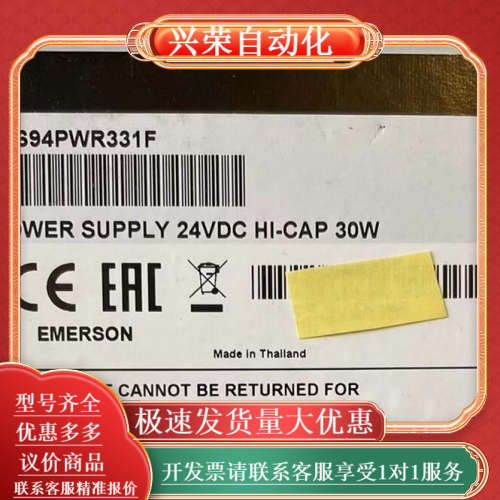 兴荣自动化
S94PWR331F
OWER SUPPLY 24VDC HI-CAP 30W
CE EAC
EMERSON
Made in Thailand
E CANNOT BE RETURNED FOR
型号齐全
优惠多多
议价商品
联系客服精准报价
极速发货量大优惠
开发票请联系客服享受1对1服务